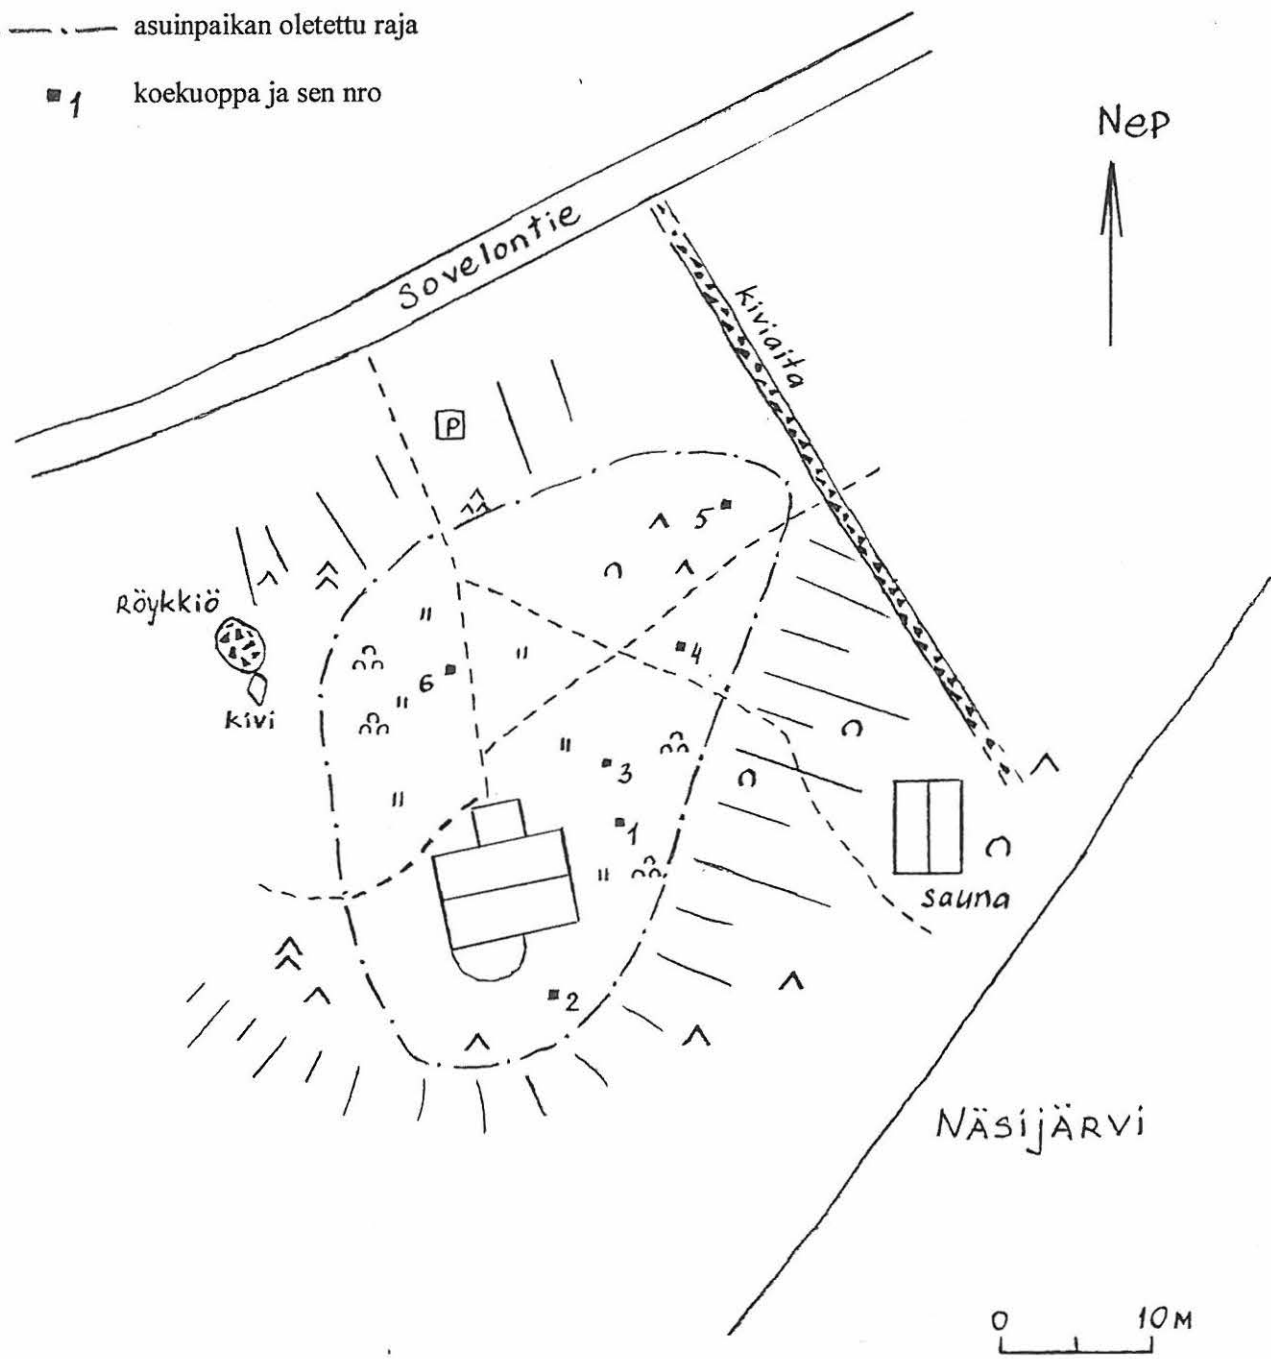 asuinpaikan oletettu raja
1 koekuoppa ja sen nro
Nep
Sovelontie
kiviaita
P
5
Röykkiö
4
6
kivi
3
1
sauna
2
NÄSIJÄRVI
0 10 M